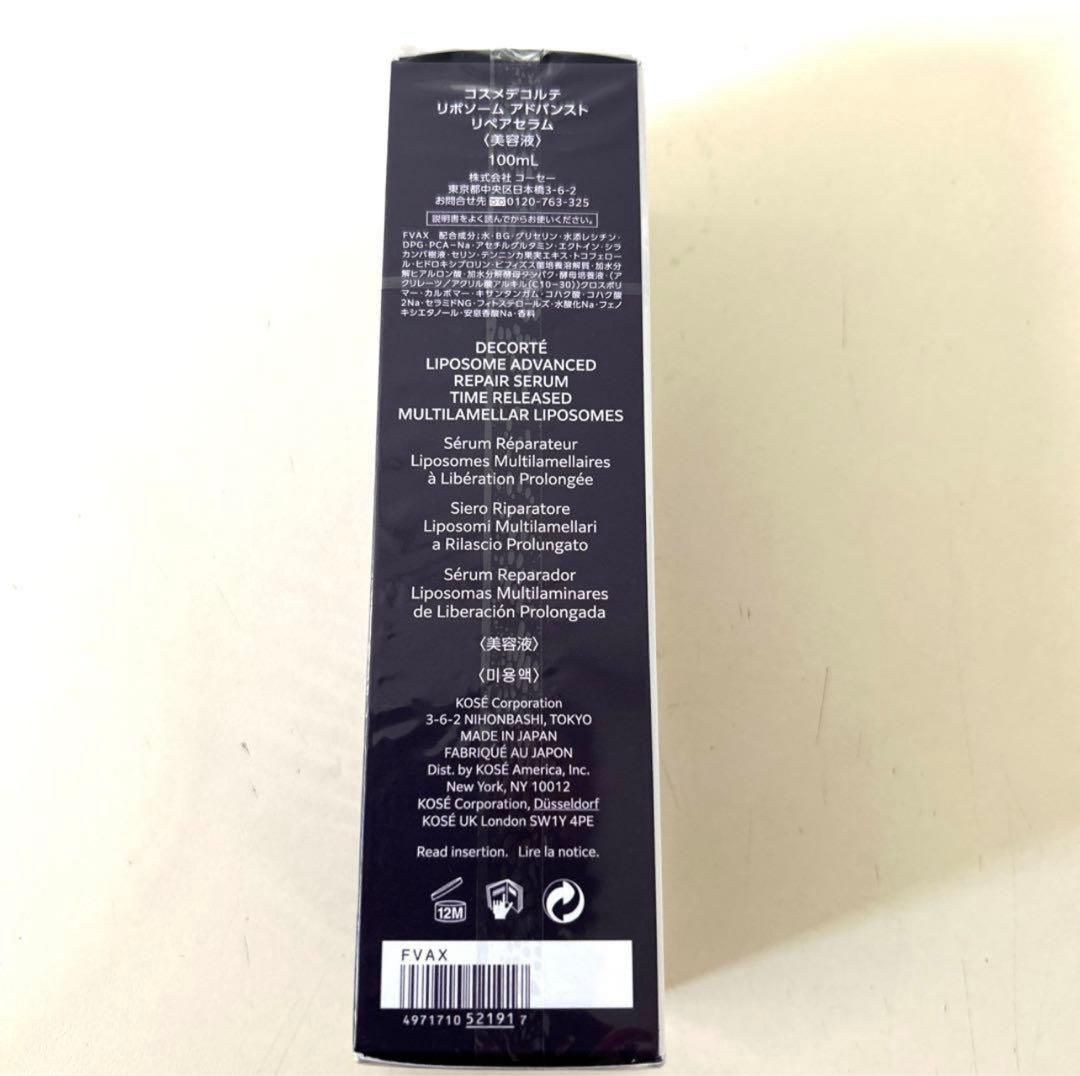 コスメデコルテ
リポソーム アドバンスト
リペアセラム
〈美容液〉
100mL
株式会社 コーセー
東京都中央区日本橋3-6-2
お問合せ先 0120-763-325
説明書をよく読んでからお使いください。
FVAX 配合成分;水・BG・グリセリン・水添レシチン・
DPG・PCA-Na・アセチルグルタミン・エクトイン・シラ
カンバ樹液・セリン・テンニンカ果実エキス・トコフェロー
ル・ヒドロキシプロリン・ビフィズス菌培養溶解質・加水分
解ヒアルロン酸・加水分解酵母タンパク・酵母培養液・(ア
クリレーツ/アクリル酸アルキル(C10-30))クロスポリ
マー・カルボマー・キサンタンガム・コハク酸・コハク酸
2Na・セラミドNG・フィトステロールズ・水酸化Na・フェノ
キシエタノール・安息香酸Na・香料
DECORTÉ
LIPOSOME ADVANCED
REPAIR SERUM
TIME RELEASED
MULTILAMELLAR LIPOSOMES
Sérum Réparateur
Liposomes Multilamellaires
à Libération Prolongée
Siero Riparatore
Liposomi Multilamellari
a Rilascio Prolungato
Sérum Reparador
Liposomas Multilaminares
de Liberación Prolongada
〈美容液〉
〈미용액〉
KOSÉ Corporation
3-6-2 NIHONBASHI, TOKYO
MADE IN JAPAN
FABRIQUÉ AU JAPON
Dist. by KOSÉ America, Inc.
New York, NY 10012
KOSÉ Corporation, Düsseldorf
KOSÉ UK London SW1Y 4PE
Read insertion. Lire la notice.
12M
FVAX
4971710 521917